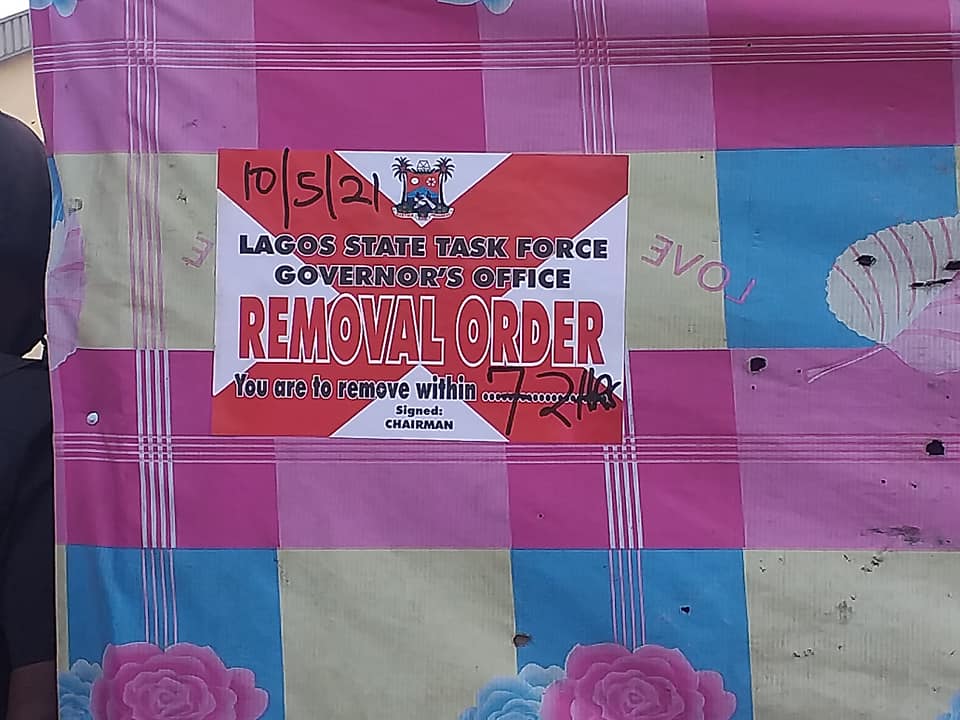 10/5/21
LAGOS STATE TASK FORCE
GOVERNOR'S OFFICE
REMOVAL ORDER
You are to remove within ..............72HRS
Signed:
CHAIRMAN
LOVE